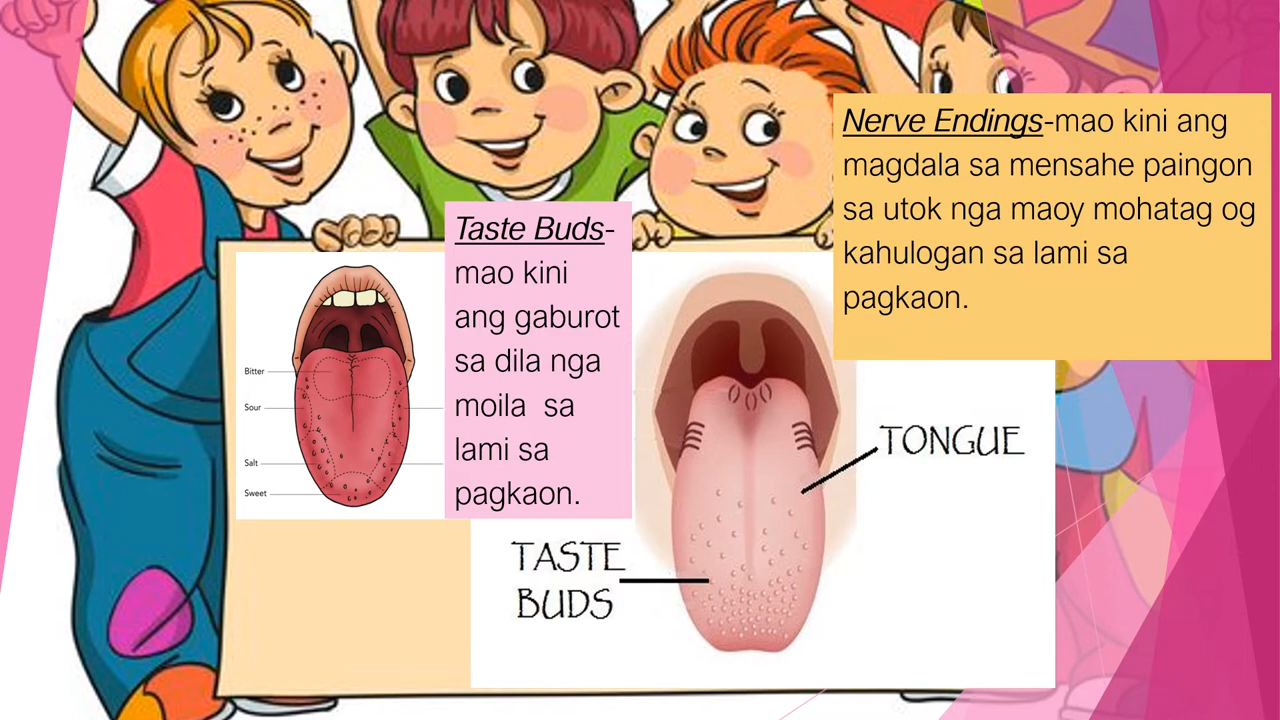 Nerve Endings-mao kini ang
magdala sa mensahe paingon
sa utok nga maoy mohatag og
kahulogan sa lami sa
pagkaon.
Taste Buds-
mao kini
ang gaburot
sa dila nga
moila sa
lami sa
pagkaon.
Bitter
Sour
Salt
Sweet
TONGUE
TASTE
BUDS